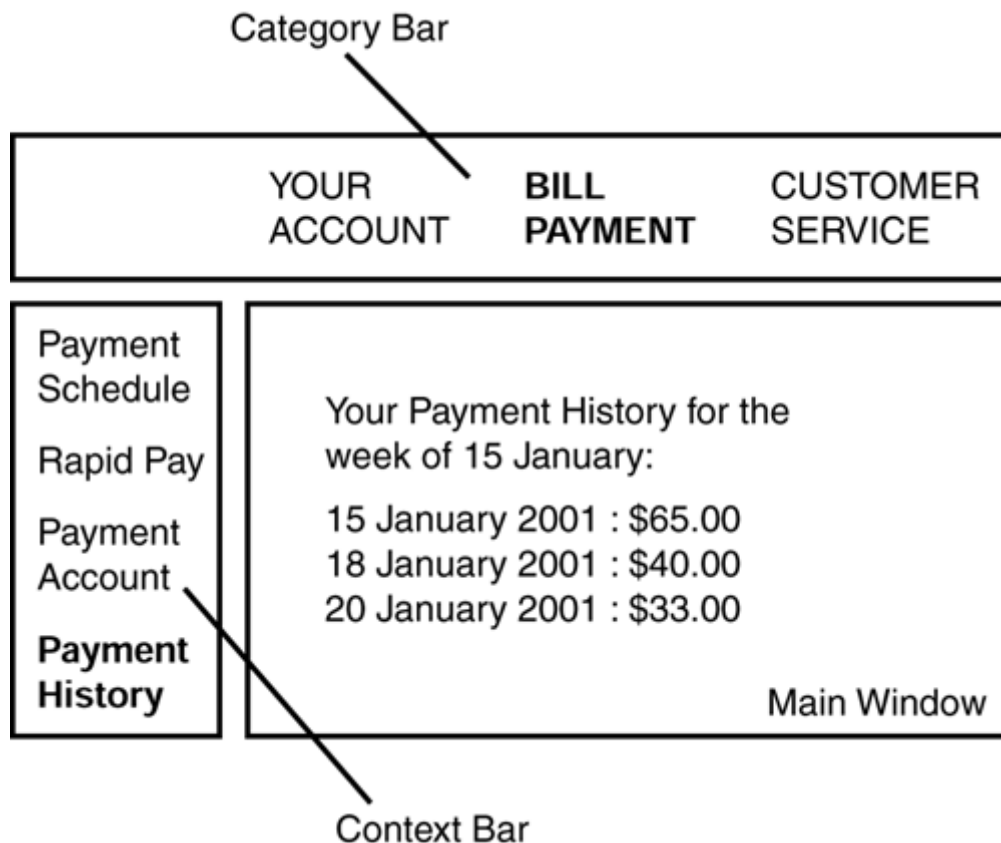 Category Bar
YOUR
ACCOUNT
BILL
PAYMENT
CUSTOMER
SERVICE
Payment
Schedule
Rapid Pay
Payment
Account
Payment
History
Your Payment History for the
week of 15 January:
15 January 2001 : $65.00
18 January 2001 : $40.00
20 January 2001 : $33.00
Main Window
Context Bar